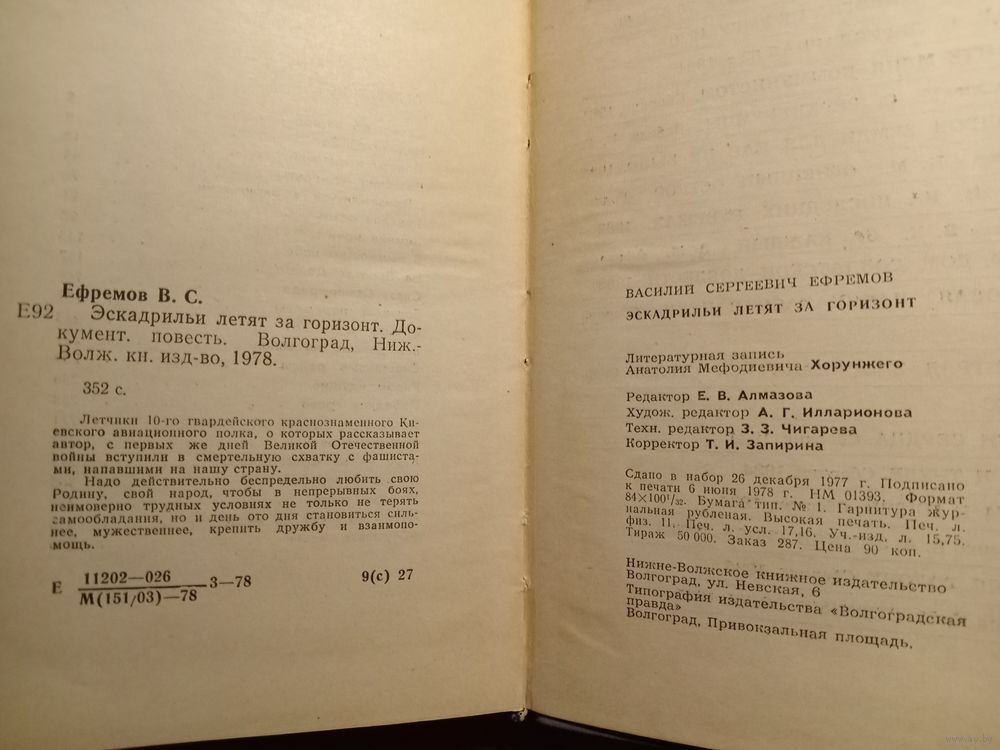 Ефремов В. С.
Е92 Эскадрильи летят за горизонт. До-
кумент. повесть. Волгоград, Ниж.-
Волж. кн. изд-во, 1978.
352 с.
Летчики 10-го гвардейского краснознаменного Ки-
евского авиационного полка, о которых рассказывает
автор, с первых же дней Великой Отечественной
войны вступили в смертельную схватку с фашиста-
ми, напавшими на нашу страну.
Надо действительно беспредельно любить свою
Родину, свой народ, чтобы в непрерывных боях,
неимоверно трудных условиях не только не терять
самообладания, но и день ото дня становиться силь-
нее, мужественнее, крепить дружбу и взаимопо-
мощь.
Е 11202—026 3—78 9(с) 27
М(151/03)—78
ВАСИЛИЙ СЕРГЕЕВИЧ ЕФРЕМОВ
ЭСКАДРИЛЬИ ЛЕТЯТ ЗА ГОРИЗОНТ
Литературная запись
Анатолия Мефодиевича Хорунжего
Редактор Е. В. Алмазова
Худож. редактор А. Г. Илларионова
Техн. редактор З. З. Чигарева
Корректор Т. И. Запирина
Сдано в набор 26 декабря 1977 г. Подписано
к печати 6 июня 1978 г. НМ 01393. Формат
84×100¹/₃₂. Бумага тип. № 1. Гарнитура жур-
нальная рубленая. Высокая печать. Печ. л.
физ. 11. Печ. л. усл. 17,16. Уч.-изд. л. 15,75.
Тираж 50 000. Заказ 287. Цена 90 коп.
Нижне-Волжское книжное издательство
Волгоград, ул. Невская, 6
Типография издательства «Волгоградская
правда»
Волгоград, Привокзальная площадь.